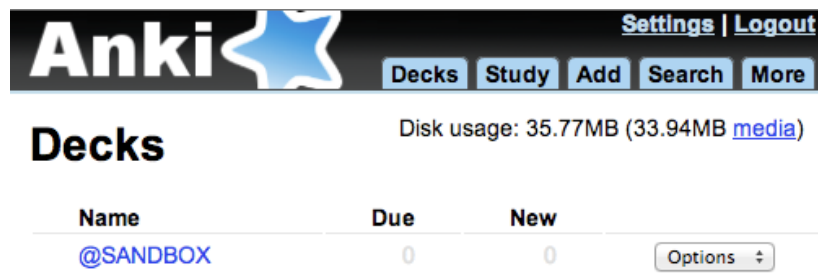 Settings | Logout
Anki
Decks Study Add Search More
Decks
Disk usage: 35.77MB (33.94MB media)
Name Due New
@SANDBOX 0 0 Options